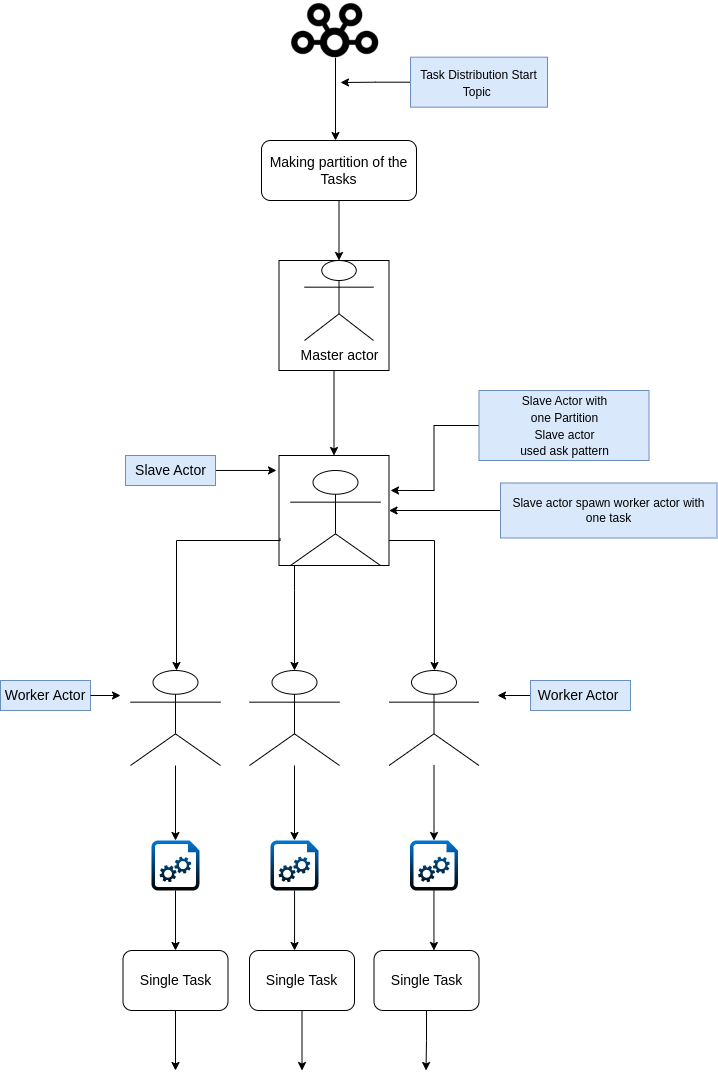 Task Distribution Start
Topic
Making partition of the
Tasks
Master actor
Slave Actor with
one Partition
Slave actor
used ask pattern
Slave Actor
Slave actor spawn worker actor with
one task
Worker Actor
Worker Actor
Single Task
Single Task
Single Task